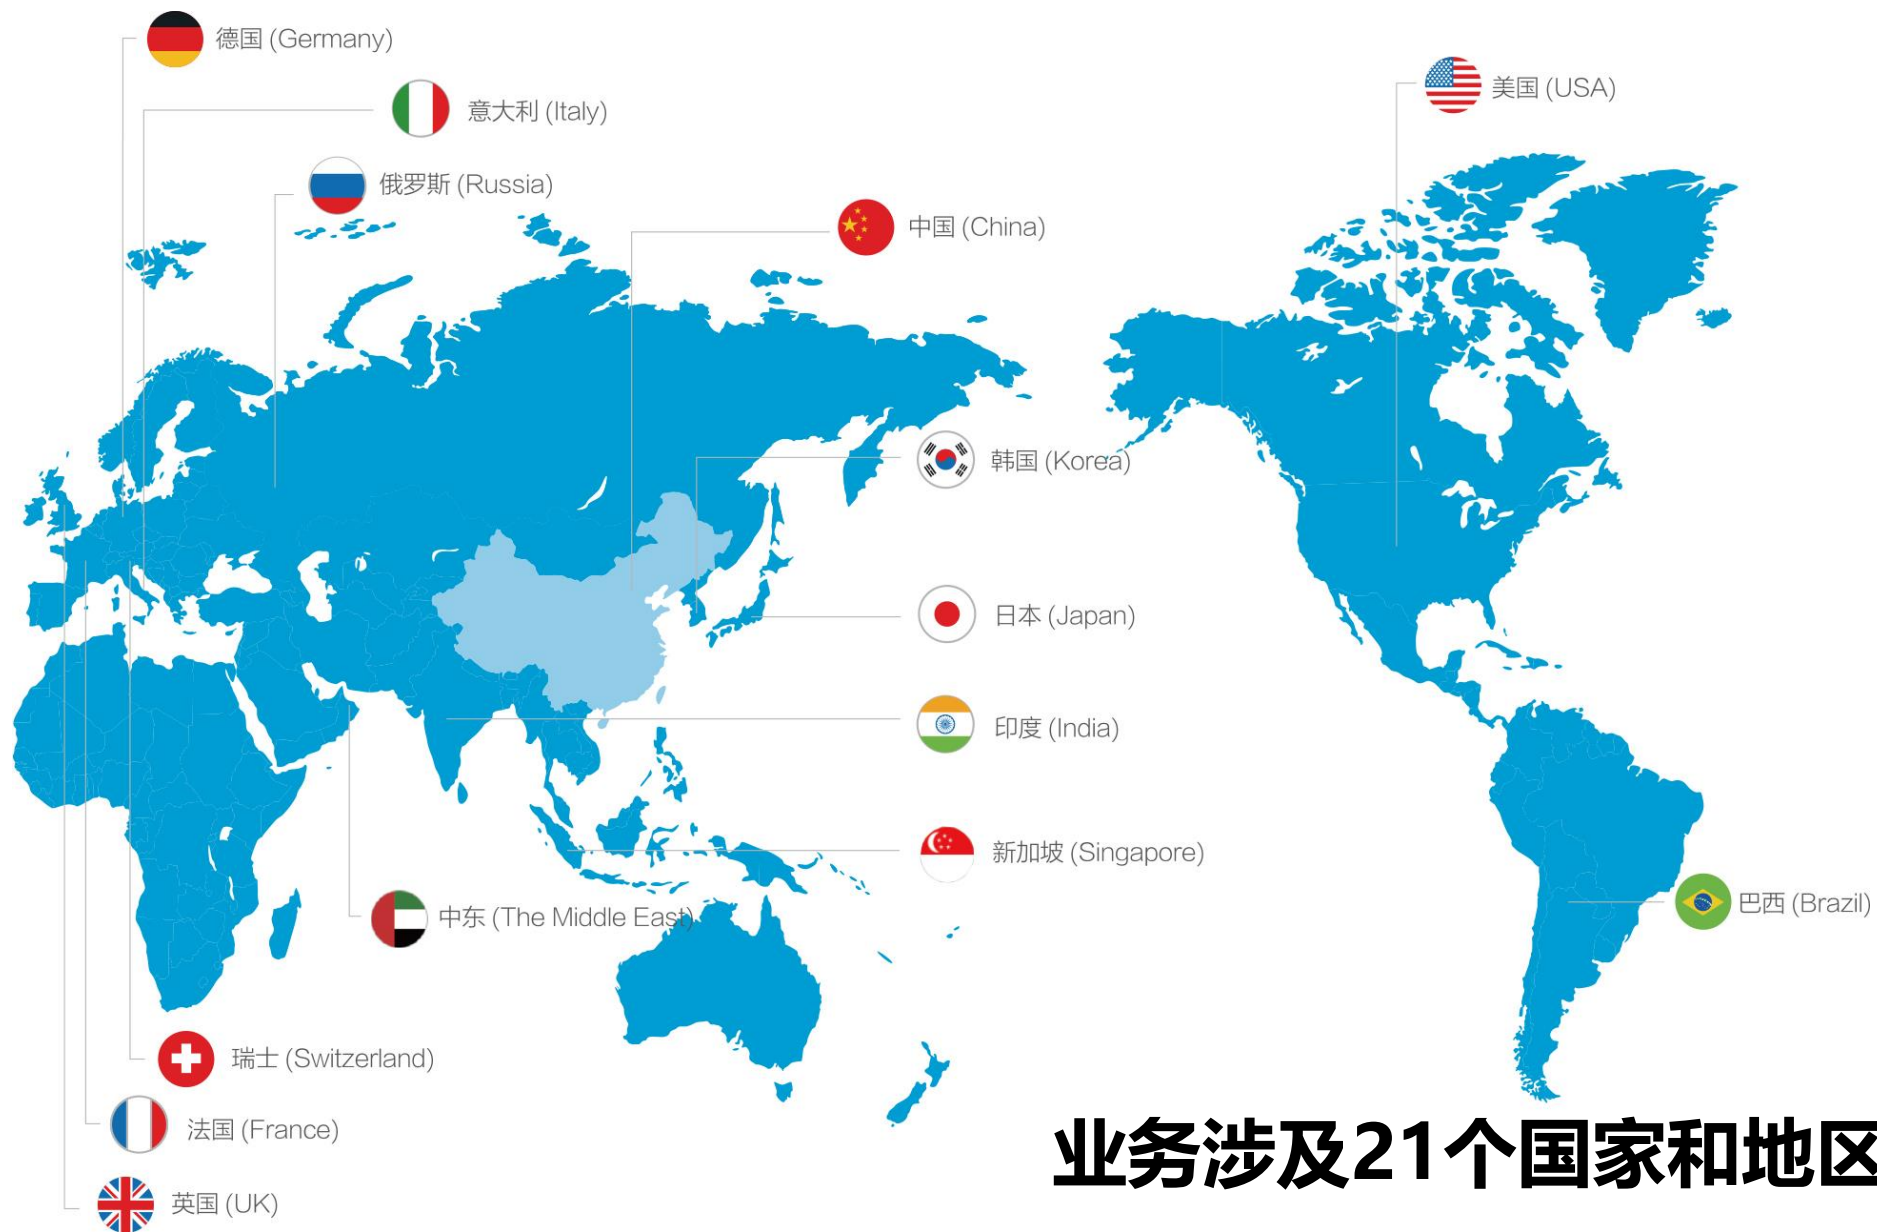 德国 (Germany)
美国 (USA)
意大利 (Italy)
俄罗斯 (Russia)
中国 (China)
韩国 (Korea)
日本 (Japan)
印度 (India)
新加坡 (Singapore)
巴西 (Brazil)
中东 (The Middle East)
瑞士 (Switzerland)
法国 (France)
业务涉及21个国家和地区
英国 (UK)